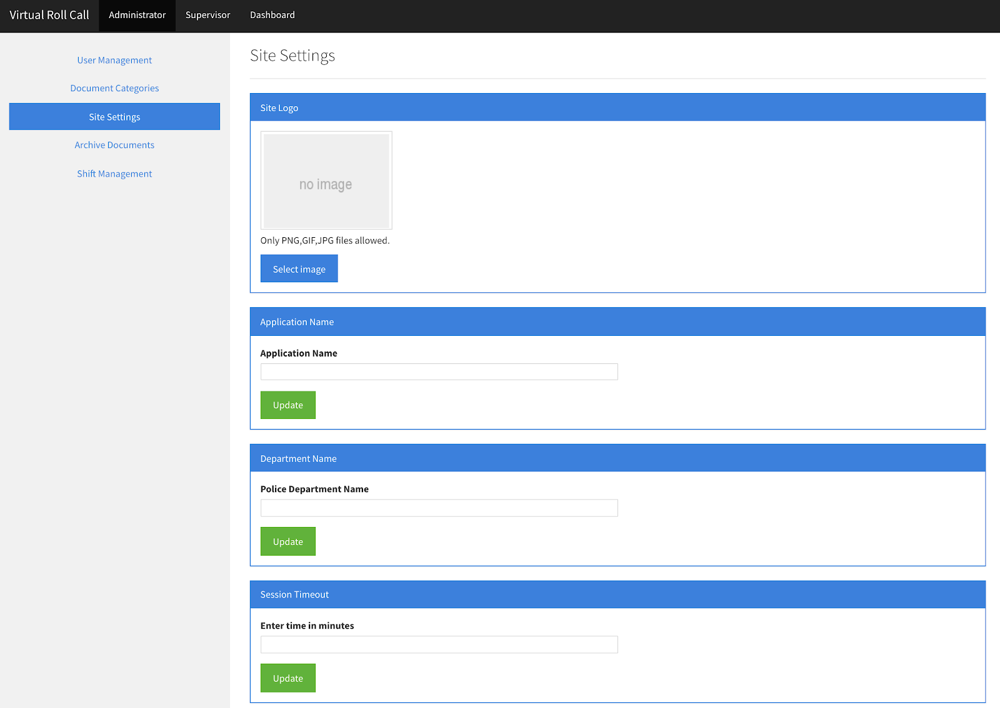 Virtual Roll Call Administrator Supervisor Dashboard
User Management
Document Categories
Site Settings
Archive Documents
Shift Management
Site Settings
Site Logo
no image
Only PNG,GIF,JPG files allowed.
Select image
Application Name
Application Name
Update
Department Name
Police Department Name
Update
Session Timeout
Enter time in minutes
Update